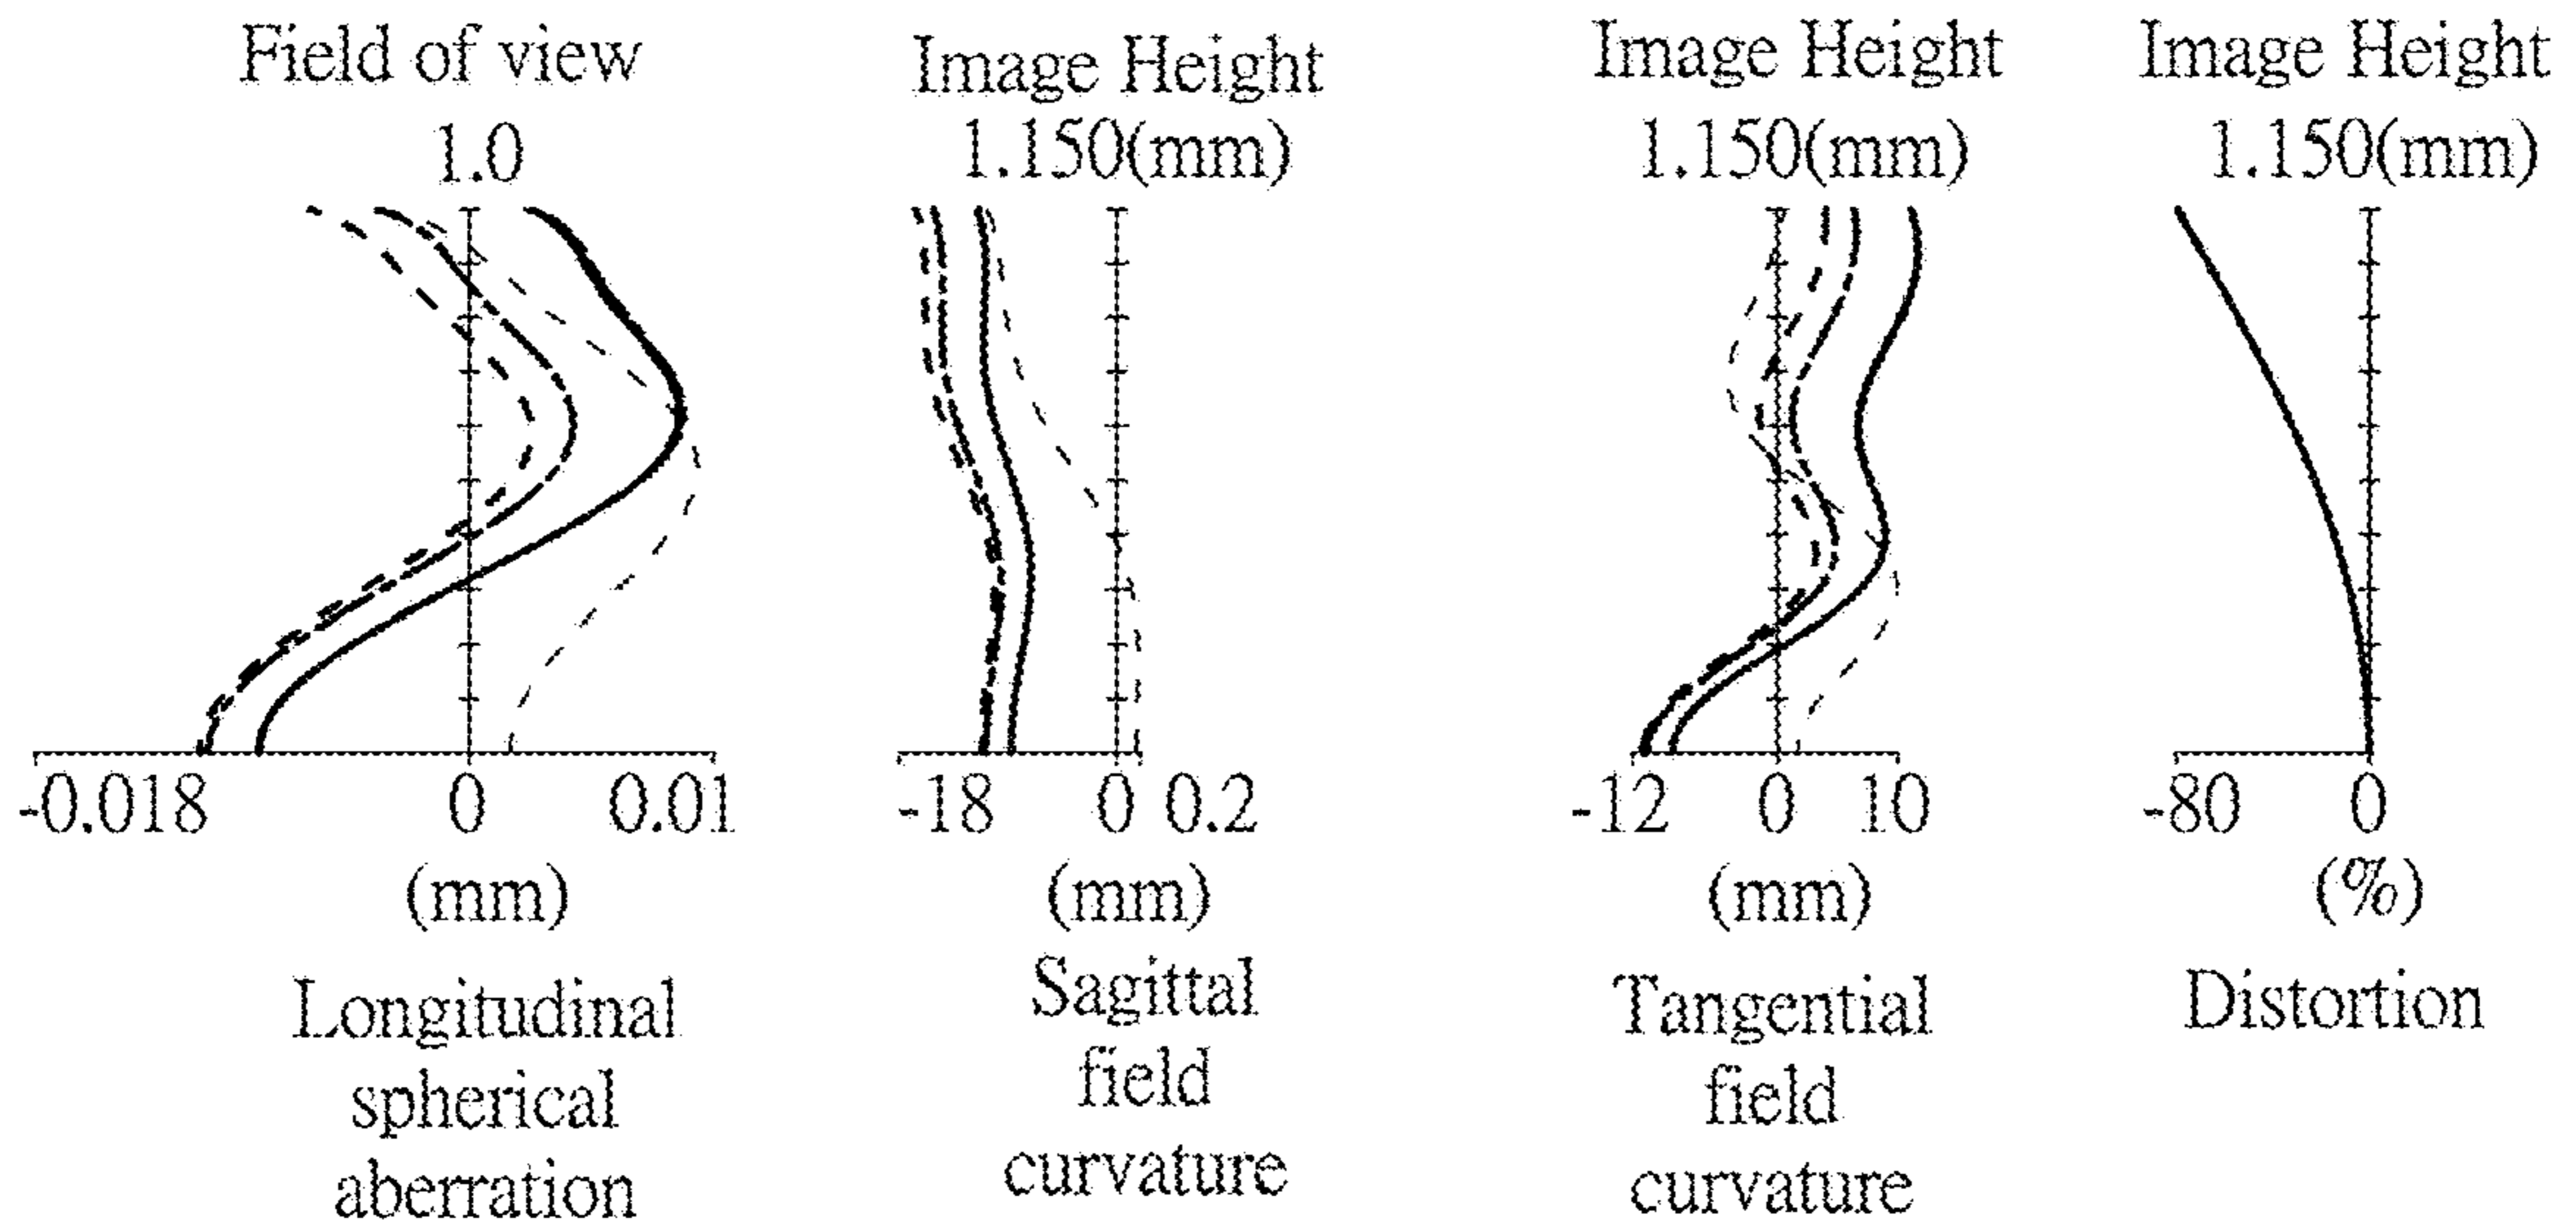 Field of view
1.0
-0.018 0 0.01
(mm)
Longitudinal
spherical
aberration
Image Height
1.150(mm)
-18 0 0.2
(mm)
Sagittal
field
curvature
Image Height
1.150(mm)
-12 0 10
(mm)
Tangential
field
curvature
Image Height
1.150(mm)
-80 0
(%)
Distortion